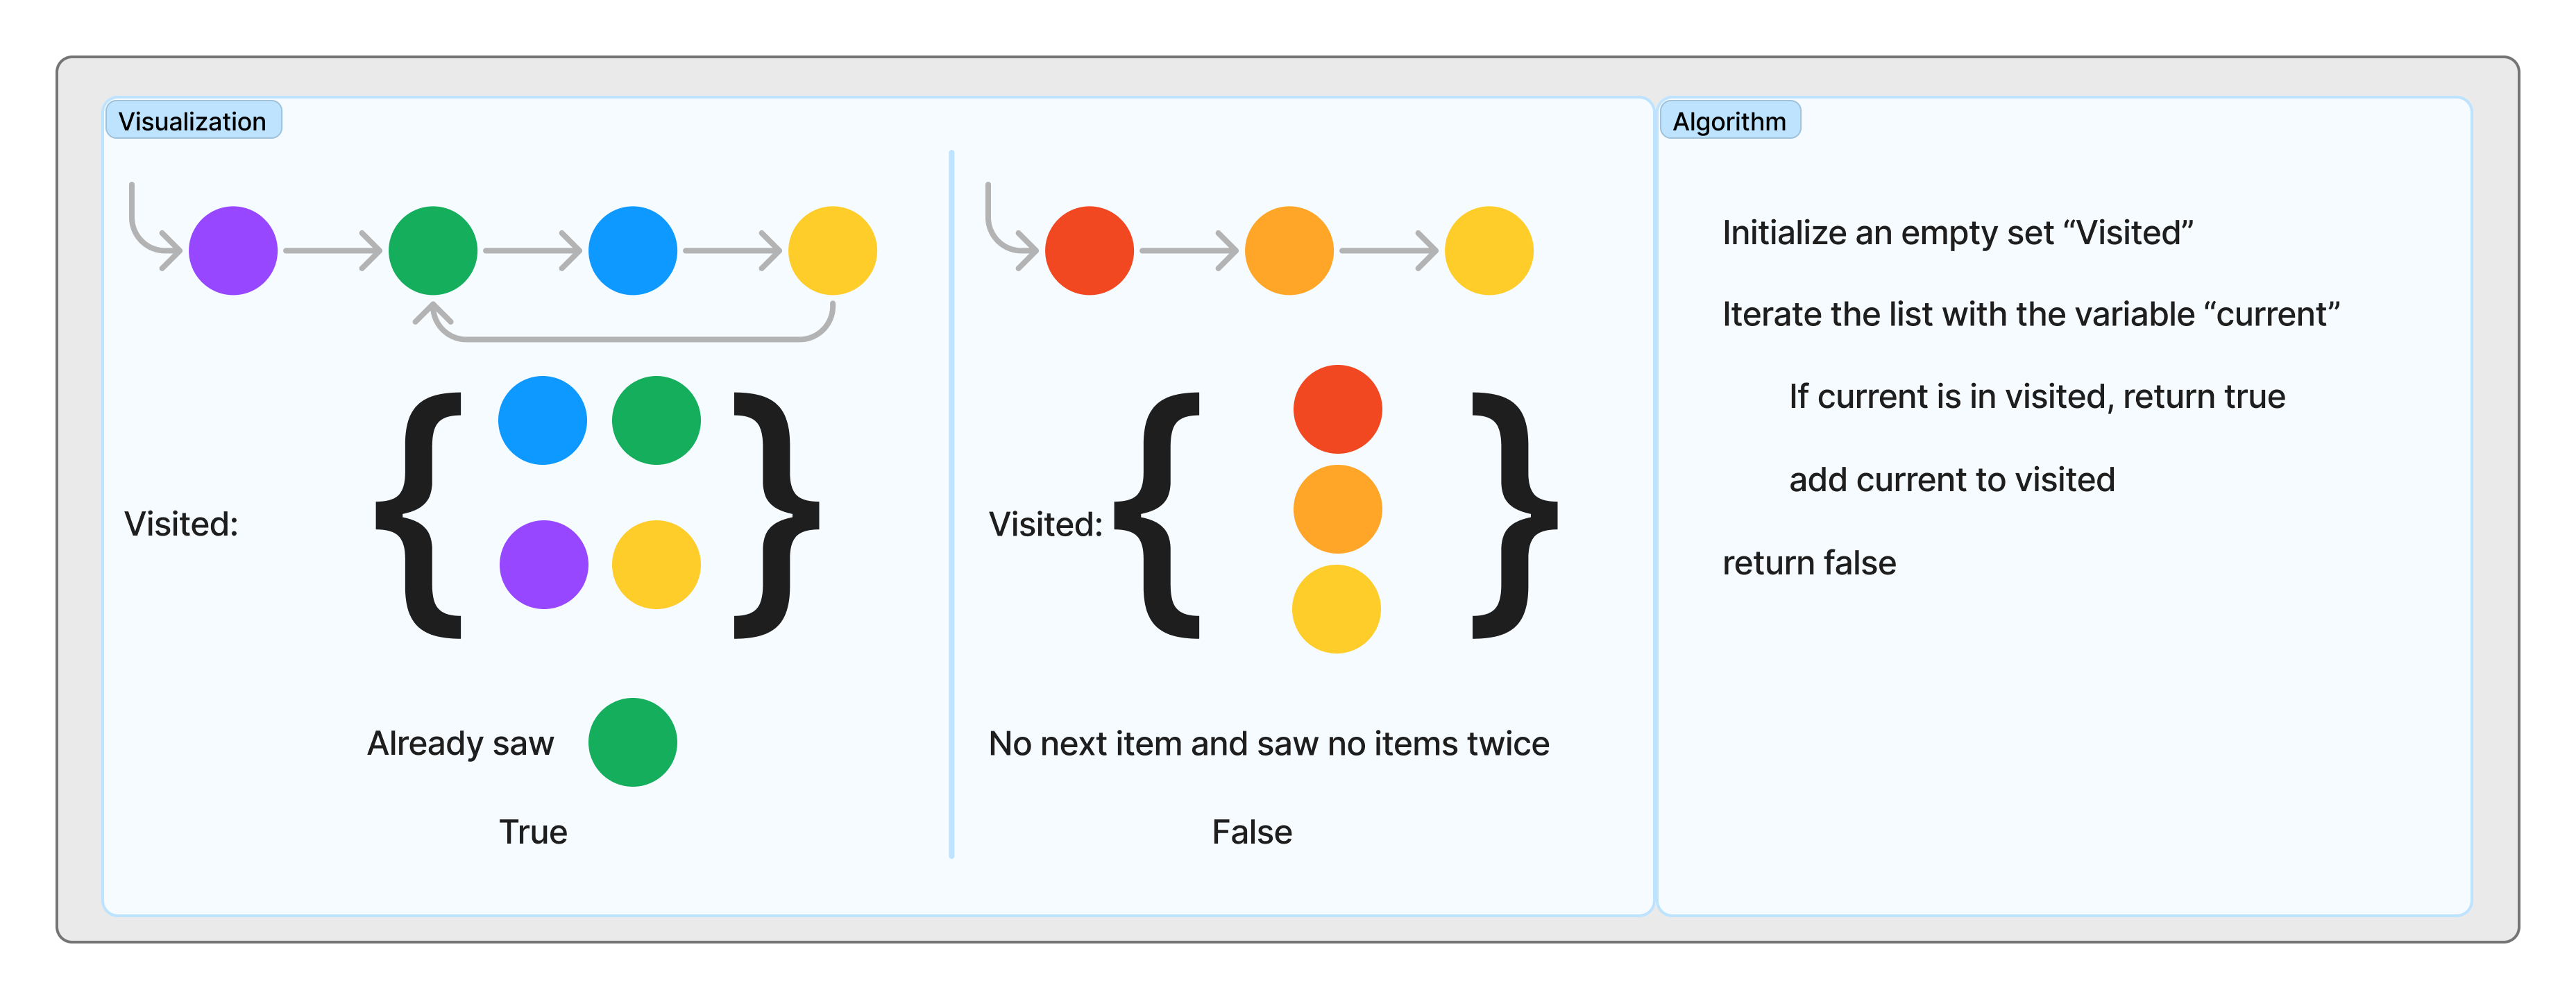 Visualization
Visited:
{
}
Already saw
True
Visited:
{
}
No next item and saw no items twice
False
Algorithm
Initialize an empty set “Visited”
Iterate the list with the variable “current”
If current is in visited, return true
add current to visited
return false